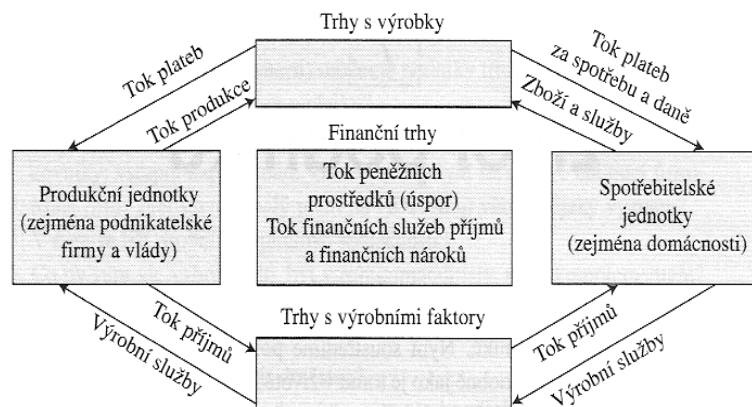 Trhy s výrobky
Tok plateb
Tok produkce
Tok plateb
za spotřebu a daně
Zboží a služby
Finanční trhy
Produkční jednotky
(zejména podnikatelské
firmy a vlády)
Tok peněžních
prostředků (úspor)
Tok finančních služeb příjmů
a finančních nároků
Spotřebitelské
jednotky
(zejména domácnosti)
Tok příjmů
Výrobní služby
Trhy s výrobními faktory
Tok příjmů
Výrobní služby